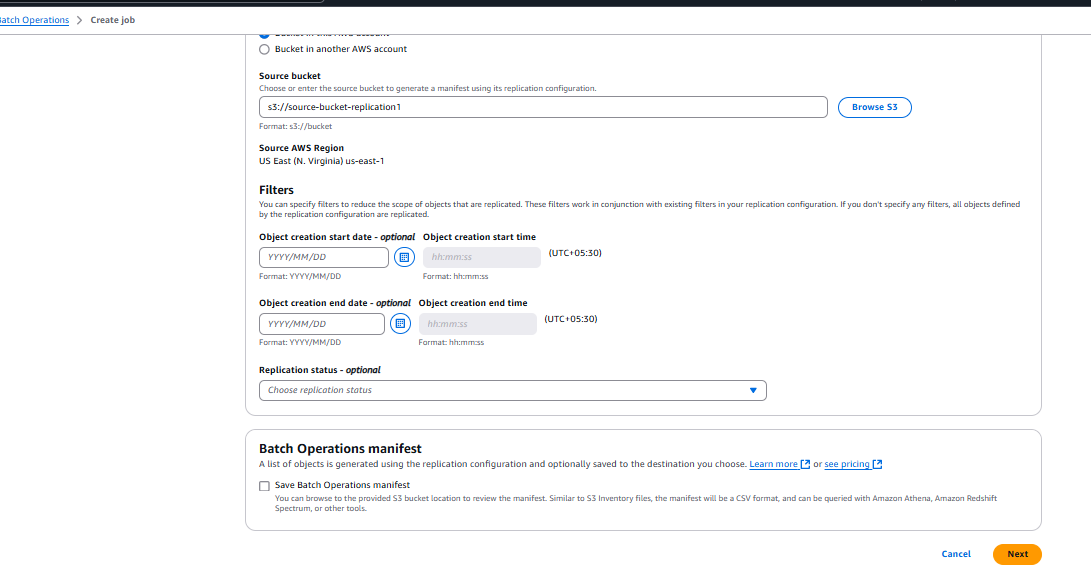 Batch Operations > Create job
Bucket in this AWS account
Bucket in another AWS account
Source bucket
Choose or enter the source bucket to generate a manifest using its replication configuration.
s3://source-bucket-replication1
Browse S3
Format: s3://bucket
Source AWS Region
US East (N. Virginia) us-east-1
Filters
You can specify filters to reduce the scope of objects that are replicated. These filters work in conjunction with existing filters in your replication configuration. If you don't specify any filters, all objects defined
by the replication configuration are replicated.
Object creation start date - optional Object creation start time
YYYY/MM/DD hh:mm:ss (UTC+05:30)
Format: YYYY/MM/DD Format: hh:mm:ss
Object creation end date - optional Object creation end time
YYYY/MM/DD hh:mm:ss (UTC+05:30)
Format: YYYY/MM/DD Format: hh:mm:ss
Replication status - optional
Choose replication status
Batch Operations manifest
A list of objects is generated using the replication configuration and optionally saved to the destination you choose. Learn more or see pricing
Save Batch Operations manifest
You can browse to the provided S3 bucket location to review the manifest. Similar to S3 Inventory files, the manifest will be a CSV format, and can be queried with Amazon Athena, Amazon Redshift
Spectrum, or other tools.
Cancel Next